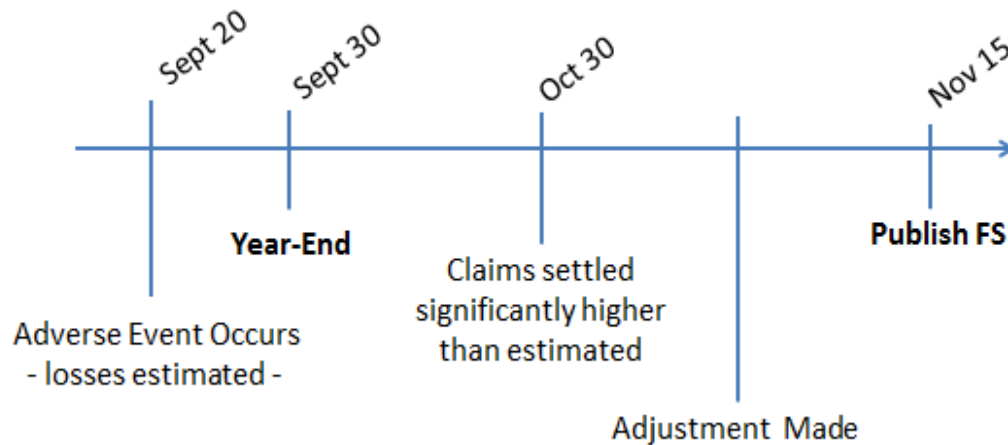 Sept 20
Sept 30
Oct 30
Nov 15
Year-End
Publish FS
Claims settled
significantly higher
than estimated
Adverse Event Occurs
- losses estimated -
Adjustment Made